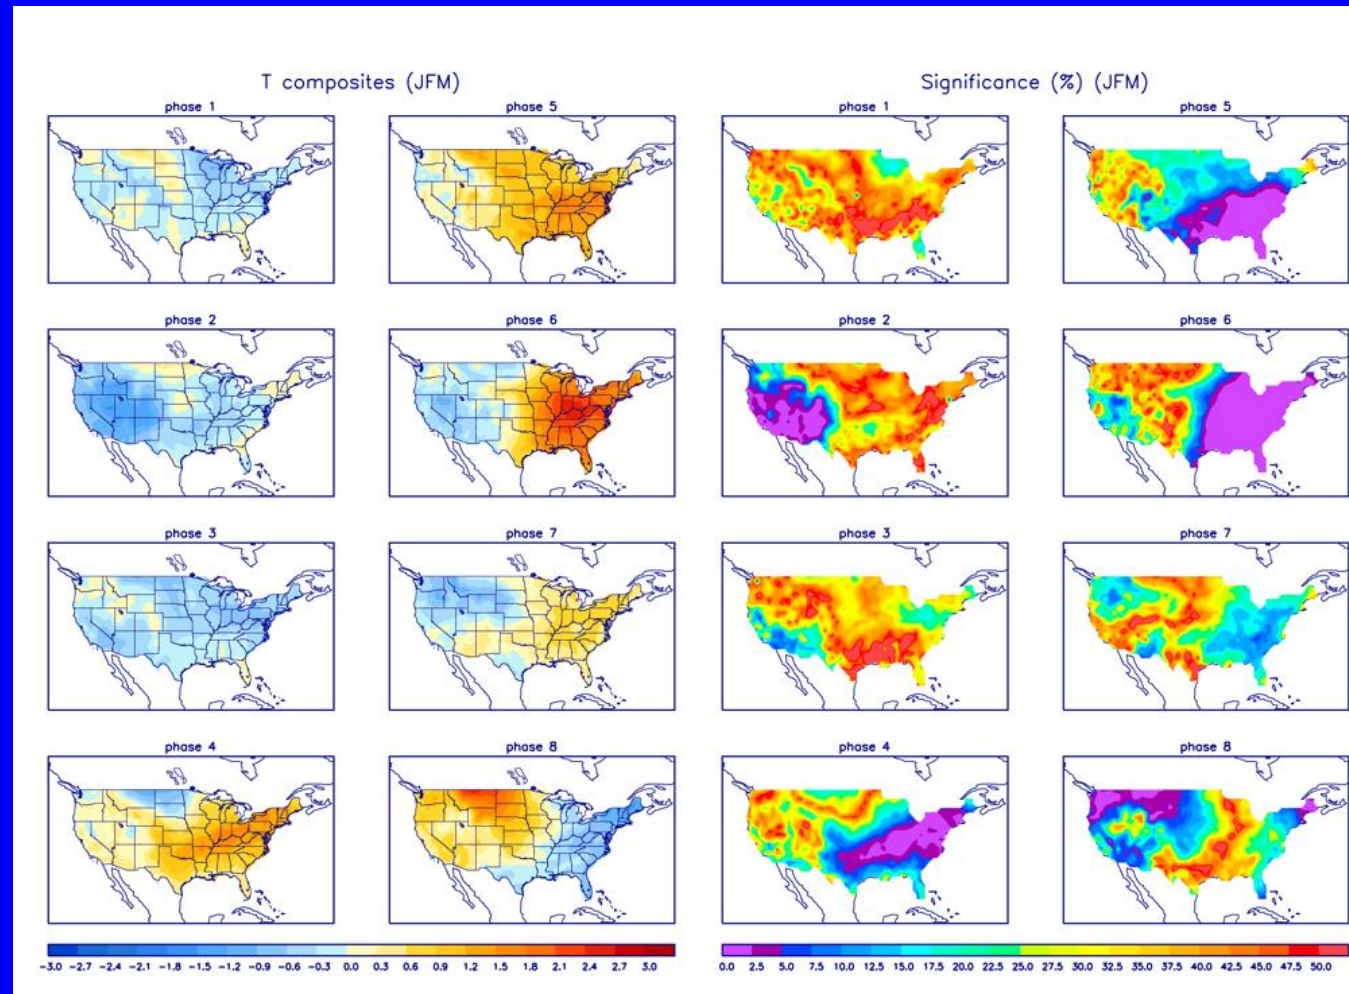 T composites (JFM)
Significance (%) (JFM)
phase 1
phase 5
phase 1
phase 5
phase 2
phase 6
phase 2
phase 6
phase 3
phase 7
phase 3
phase 7
phase 4
phase 8
phase 4
phase 8
-3.0 -2.7 -2.4 -2.1 -1.8 -1.5 -1.2 -0.9 -0.6 -0.3 0.0 0.3 0.6 0.9 1.2 1.5 1.8 2.1 2.4 2.7 3.0
0.0 2.5 5.0 7.5 10.0 12.5 15.0 17.5 20.0 22.5 25.0 27.5 30.0 32.5 35.0 37.5 40.0 42.5 45.0 47.5 50.0